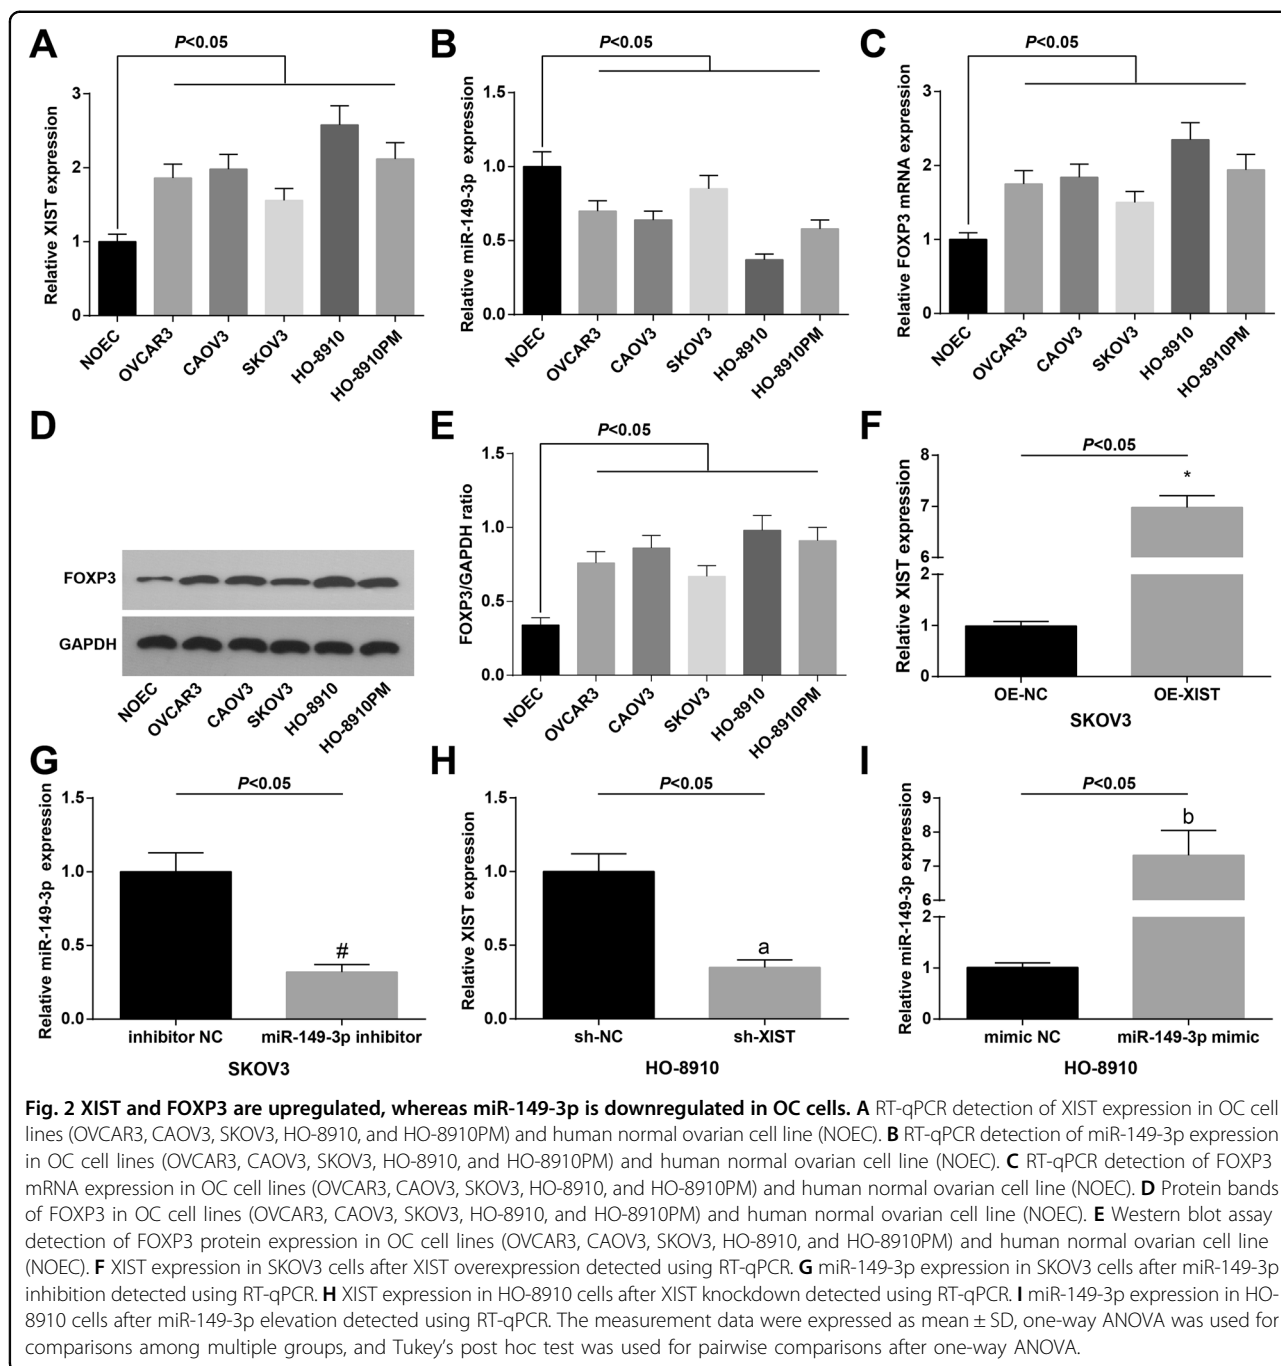 A
P<0.05
Relative XIST expression
3
2
1
0
NOEC
OVCAR3
CAOV3
SKOV3
HO-8910
HO-8910PM
B
P<0.05
Relative miR-149-3p expression
1.5
1.0
0.5
0.0
NOEC
OVCAR3
CAOV3
SKOV3
HO-8910
HO-8910PM
C
P<0.05
Relative FOXP3 mRNA expression
3
2
1
0
NOEC
OVCAR3
CAOV3
SKOV3
HO-8910
HO-8910PM
D
FOXP3
GAPDH
NOEC
OVCAR3
CAOV3
SKOV3
HO-8910
HO-8910PM
E
P<0.05
FOXP3/GAPDH ratio
1.5
1.0
0.5
0.0
NOEC
OVCAR3
CAOV3
SKOV3
HO-8910
HO-8910PM
F
P<0.05
Relative XIST expression
8
7
6
2
1
0
*
OE-NC
OE-XIST
SKOV3
G
P<0.05
Relative miR-149-3p expression
1.5
1.0
0.5
0.0
#
inhibitor NC
miR-149-3p inhibitor
SKOV3
H
P<0.05
Relative XIST expression
1.5
1.0
0.5
0.0
a
sh-NC
sh-XIST
HO-8910
I
P<0.05
Relative miR-149-3p expression
9
8
7
6
2
1
0
b
mimic NC
miR-149-3p mimic
HO-8910
Fig. 2 XIST and FOXP3 are upregulated, whereas miR-149-3p is downregulated in OC cells. A RT-qPCR detection of XIST expression in OC cell
lines (OVCAR3, CAOV3, SKOV3, HO-8910, and HO-8910PM) and human normal ovarian cell line (NOEC). B RT-qPCR detection of miR-149-3p expression
in OC cell lines (OVCAR3, CAOV3, SKOV3, HO-8910, and HO-8910PM) and human normal ovarian cell line (NOEC). C RT-qPCR detection of FOXP3
mRNA expression in OC cell lines (OVCAR3, CAOV3, SKOV3, HO-8910, and HO-8910PM) and human normal ovarian cell line (NOEC). D Protein bands
of FOXP3 in OC cell lines (OVCAR3, CAOV3, SKOV3, HO-8910, and HO-8910PM) and human normal ovarian cell line (NOEC). E Western blot assay
detection of FOXP3 protein expression in OC cell lines (OVCAR3, CAOV3, SKOV3, HO-8910, and HO-8910PM) and human normal ovarian cell line
(NOEC). F XIST expression in SKOV3 cells after XIST overexpression detected using RT-qPCR. G miR-149-3p expression in SKOV3 cells after miR-149-3p
inhibition detected using RT-qPCR. H XIST expression in HO-8910 cells after XIST knockdown detected using RT-qPCR. I miR-149-3p expression in HO-
8910 cells after miR-149-3p elevation detected using RT-qPCR. The measurement data were expressed as mean ± SD, one-way ANOVA was used for
comparisons among multiple groups, and Tukey's post hoc test was used for pairwise comparisons after one-way ANOVA.